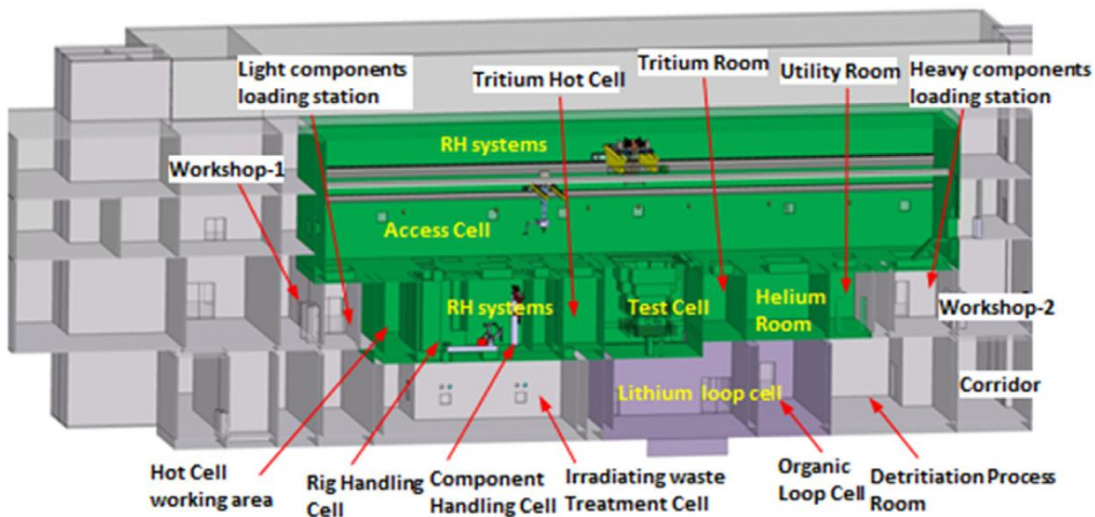 Light components
loading station
Tritium Hot Cell
Tritium Room
Utility Room
Heavy components
loading station
Workshop-1
RH systems
Access Cell
RH systems
Test Cell
Helium
Room
Workshop-2
Lithium loop cell
Corridor
Hot Cell
working area
Rig Handling
Cell
Component
Handling Cell
Irradiating waste
Treatment Cell
Organic
Loop Cell
Detritiation Process
Room